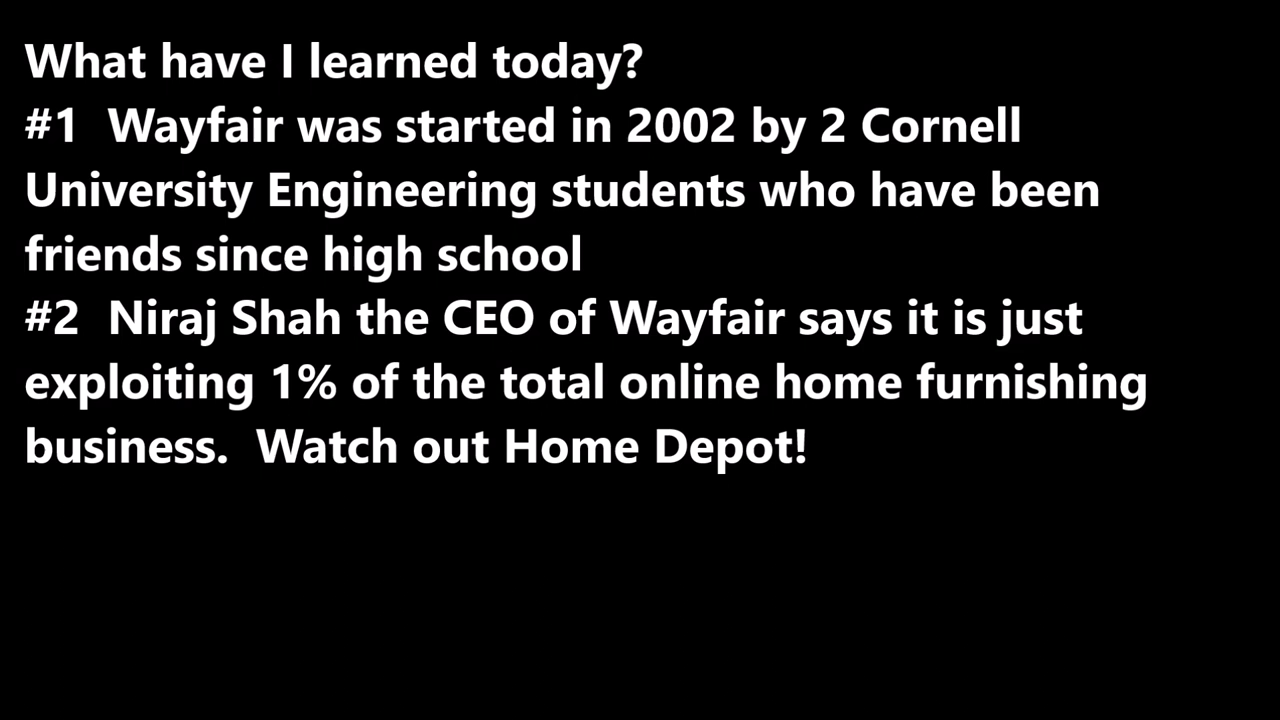 What have I learned today?
#1  Wayfair was started in 2002 by 2 Cornell
University Engineering students who have been
friends since high school
#2  Niraj Shah the CEO of Wayfair says it is just
exploiting 1% of the total online home furnishing
business.  Watch out Home Depot!